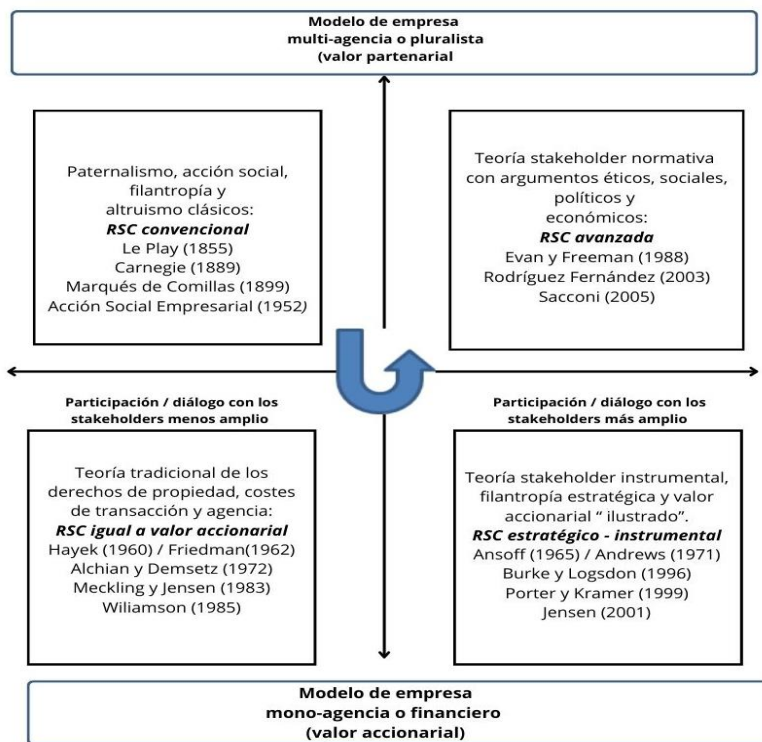 Modelo de empresa
multi-agencia o pluralista
(valor partenarial
Paternalismo, acción social,
filantropía y
altruismo clásicos:
RSC convencional
Le Play (1855)
Carnegie (1889)
Marqués de Comillas (1899)
Acción Social Empresarial (1952)
Teoría stakeholder normativa
con argumentos éticos, sociales,
políticos y
económicos:
RSC avanzada
Evan y Freeman (1988)
Rodríguez Fernández (2003)
Sacconi (2005)
Participación / diálogo con los
stakeholders menos amplio
Participación / diálogo con los
stakeholders más amplio
Teoría tradicional de los
derechos de propiedad, costes
de transacción y agencia:
RSC igual a valor accionarial
Hayek (1960) / Friedman(1962)
Alchian y Demsetz (1972)
Meckling y Jensen (1983)
Wiliamson (1985)
Teoría stakeholder instrumental,
filantropía estratégica y valor
accionarial “ ilustrado”.
RSC estratégico - instrumental
Ansoff (1965) / Andrews (1971)
Burke y Logsdon (1996)
Porter y Kramer (1999)
Jensen (2001)
Modelo de empresa
mono-agencia o financiero
(valor accionarial)